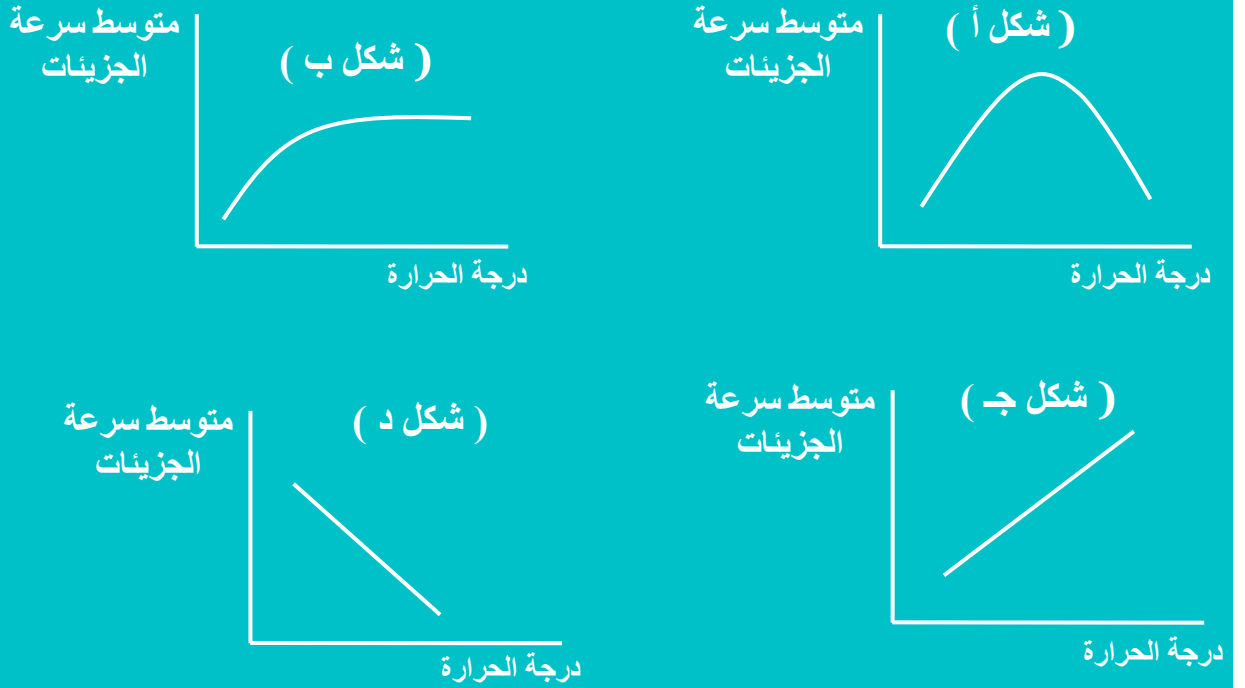 ( شكل أ )
متوسط سرعة
الجزيئات
درجة الحرارة
( شكل ب )
متوسط سرعة
الجزيئات
درجة الحرارة
( شكل جـ )
متوسط سرعة
الجزيئات
درجة الحرارة
( شكل د )
متوسط سرعة
الجزيئات
درجة الحرارة